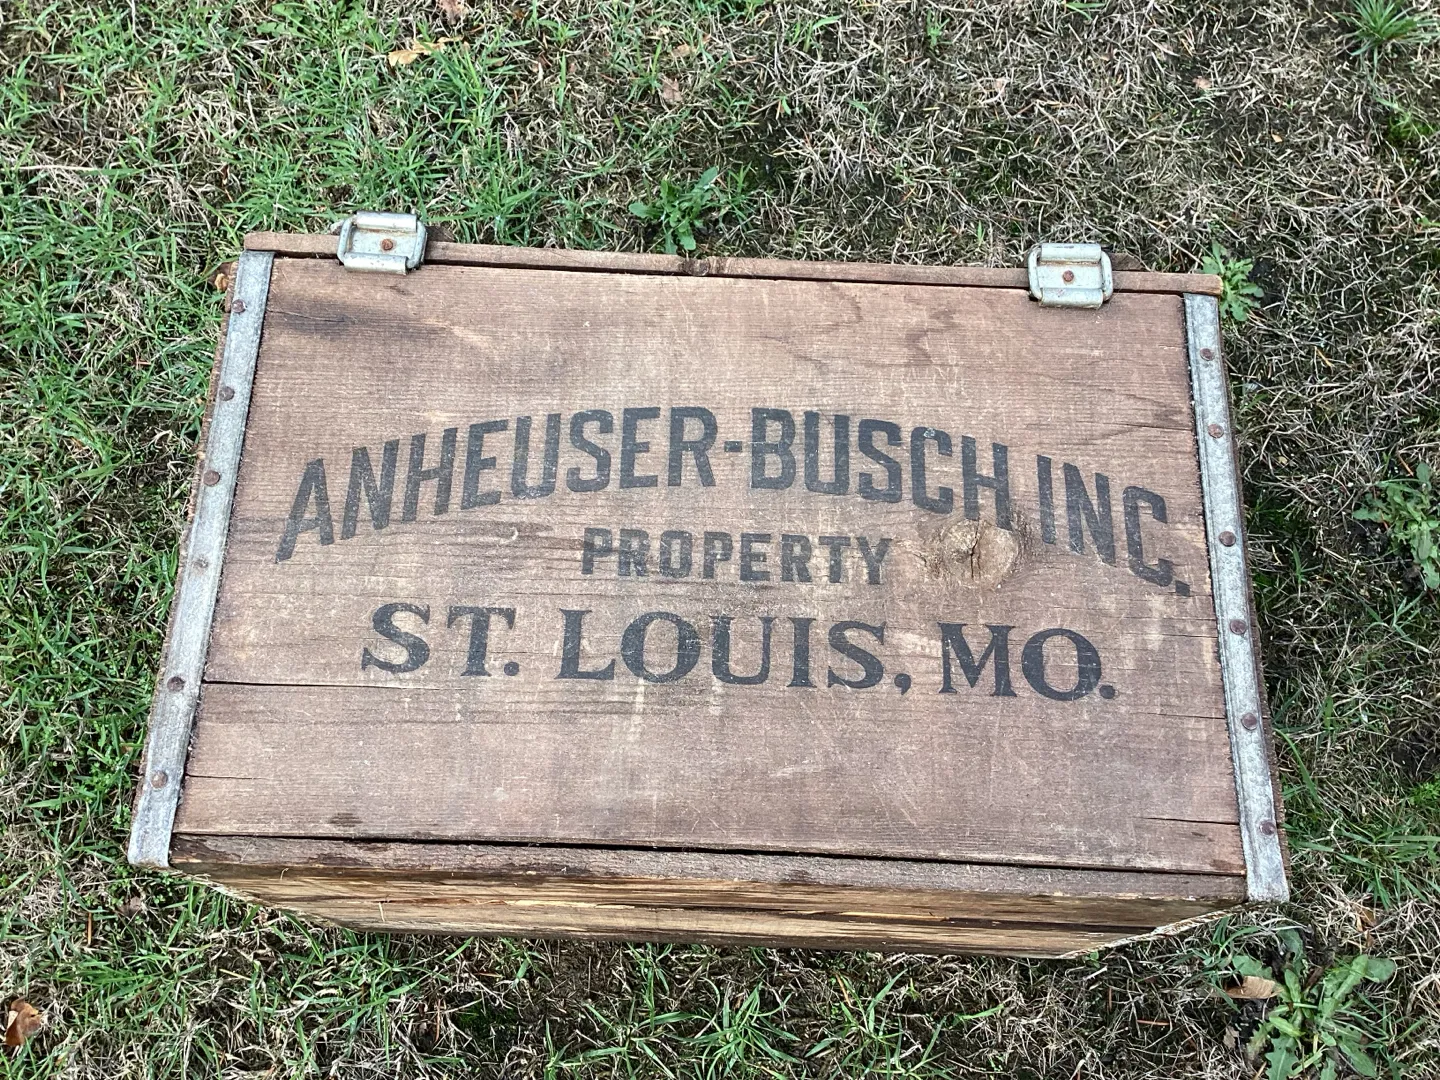 ANHEUSER-BUSCH INC.
PROPERTY
ST. LOUIS, MO.